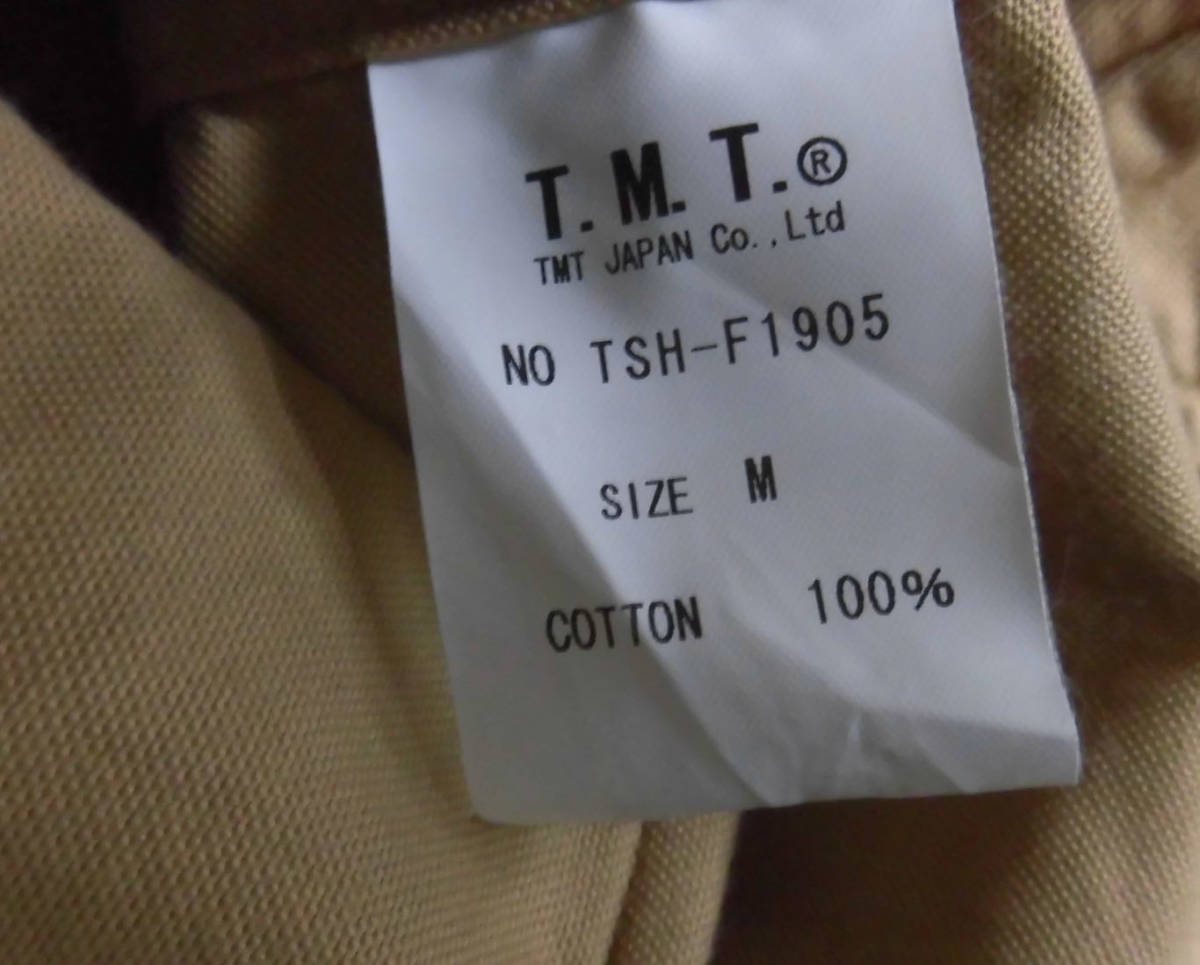 T.M.T.®
TMT JAPAN Co.,Ltd
NO TSH-F1905
SIZE M
COTTON 100%